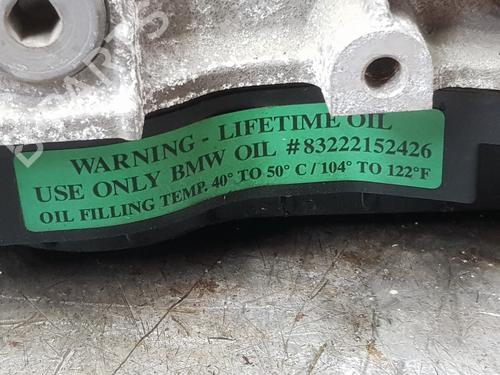 WARNING - LIFETIME OIL
USE ONLY BMW OIL #83222152426
OIL FILLING TEMP. 40° TO 50° C / 104° TO 122°F